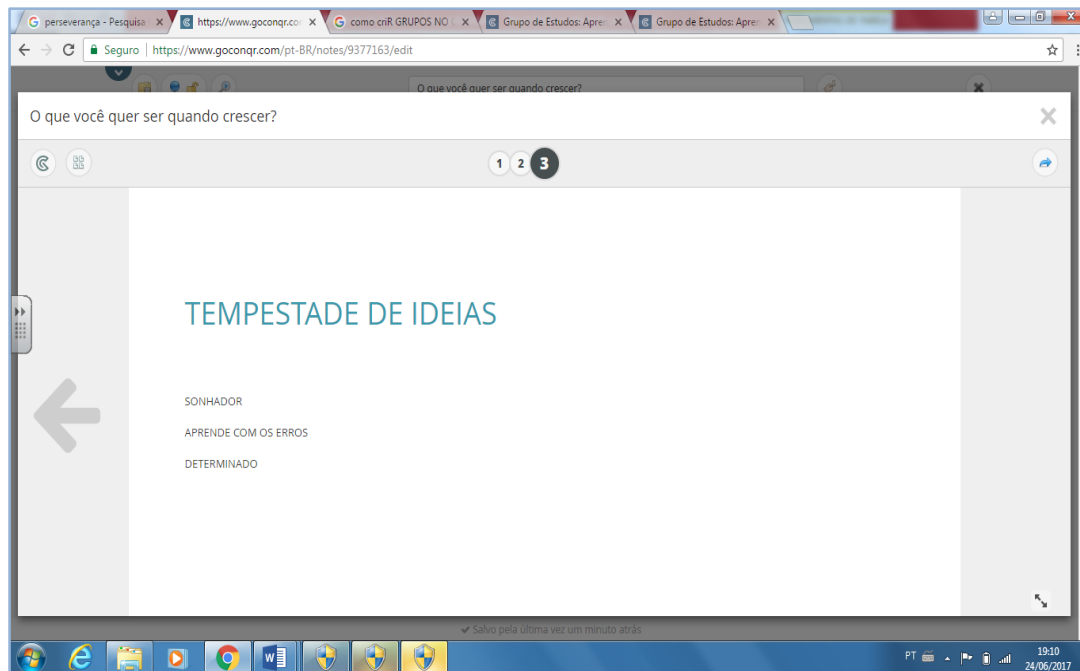 perseverança - Pesquisa
https://www.goconqr.co
como criR GRUPOS NO
Grupo de Estudos: Apre
Grupo de Estudos: Apre
Seguro https://www.goconqr.com/pt-BR/notes/9377163/edit
O que você quer ser quando crescer?
O que você quer ser quando crescer?
1 2 3
TEMPESTADE DE IDEIAS
SONHADOR
APRENDE COM OS ERROS
DETERMINADO
Salvo pela última vez um minuto atrás
PT
19:10
24/06/2017